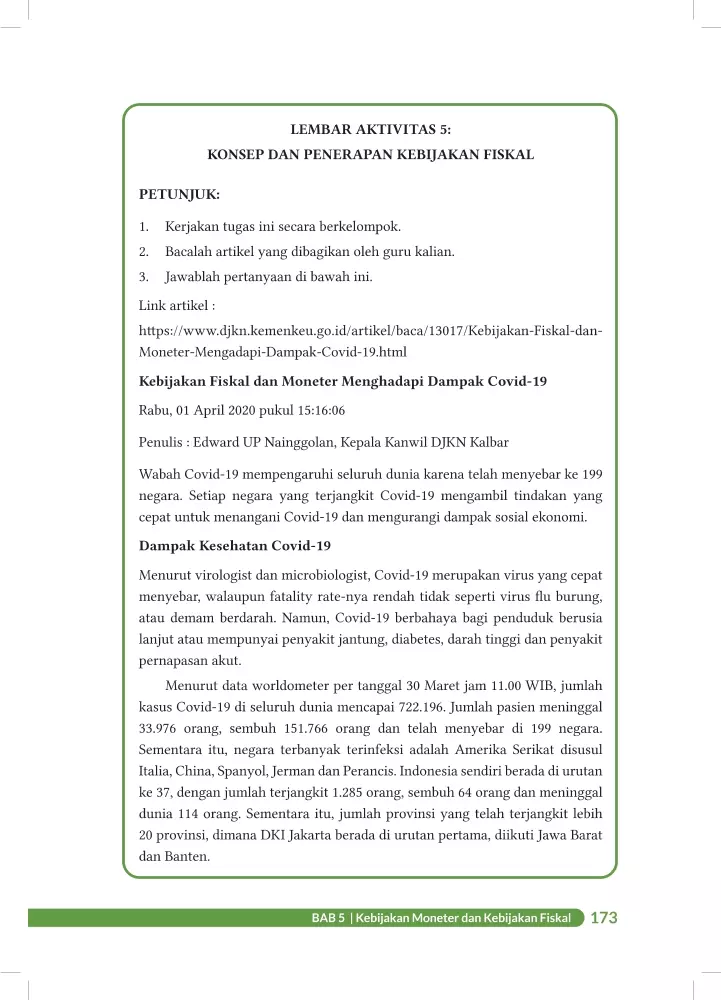 LEMBAR AKTIVITAS 5:
KONSEP DAN PENERAPAN KEBIJAKAN FISKAL
PETUNJUK:
1. Kerjakan tugas ini secara berkelompok.
2. Bacalah artikel yang dibagikan oleh guru kalian.
3. Jawablah pertanyaan di bawah ini.
Link artikel :
https://www.djkn.kemenkeu.go.id/artikel/baca/13017/Kebijakan-Fiskal-dan-
Moneter-Mengadapi-Dampak-Covid-19.html
Kebijakan Fiskal dan Moneter Menghadapi Dampak Covid-19
Rabu, 01 April 2020 pukul 15:16:06
Penulis : Edward UP Nainggolan, Kepala Kanwil DJKN Kalbar
Wabah Covid-19 mempengaruhi seluruh dunia karena telah menyebar ke 199
negara. Setiap negara yang terjangkit Covid-19 mengambil tindakan yang
cepat untuk menangani Covid-19 dan mengurangi dampak sosial ekonomi.
Dampak Kesehatan Covid-19
Menurut virologist dan microbiologist, Covid-19 merupakan virus yang cepat
menyebar, walaupun fatality rate-nya rendah tidak seperti virus flu burung,
atau demam berdarah. Namun, Covid-19 berbahaya bagi penduduk berusia
lanjut atau mempunyai penyakit jantung, diabetes, darah tinggi dan penyakit
pernapasan akut.
Menurut data worldometer per tanggal 30 Maret jam 11.00 WIB, jumlah
kasus Covid-19 di seluruh dunia mencapai 722.196. Jumlah pasien meninggal
33.976 orang, sembuh 151.766 orang dan telah menyebar di 199 negara.
Sementara itu, negara terbanyak terinfeksi adalah Amerika Serikat disusul
Italia, China, Spanyol, Jerman dan Perancis. Indonesia sendiri berada di urutan
ke 37, dengan jumlah terjangkit 1.285 orang, sembuh 64 orang dan meninggal
dunia 114 orang. Sementara itu, jumlah provinsi yang telah terjangkit lebih
20 provinsi, dimana DKI Jakarta berada di urutan pertama, diikuti Jawa Barat
dan Banten.
BAB 5 | Kebijakan Moneter dan Kebijakan Fiskal 173